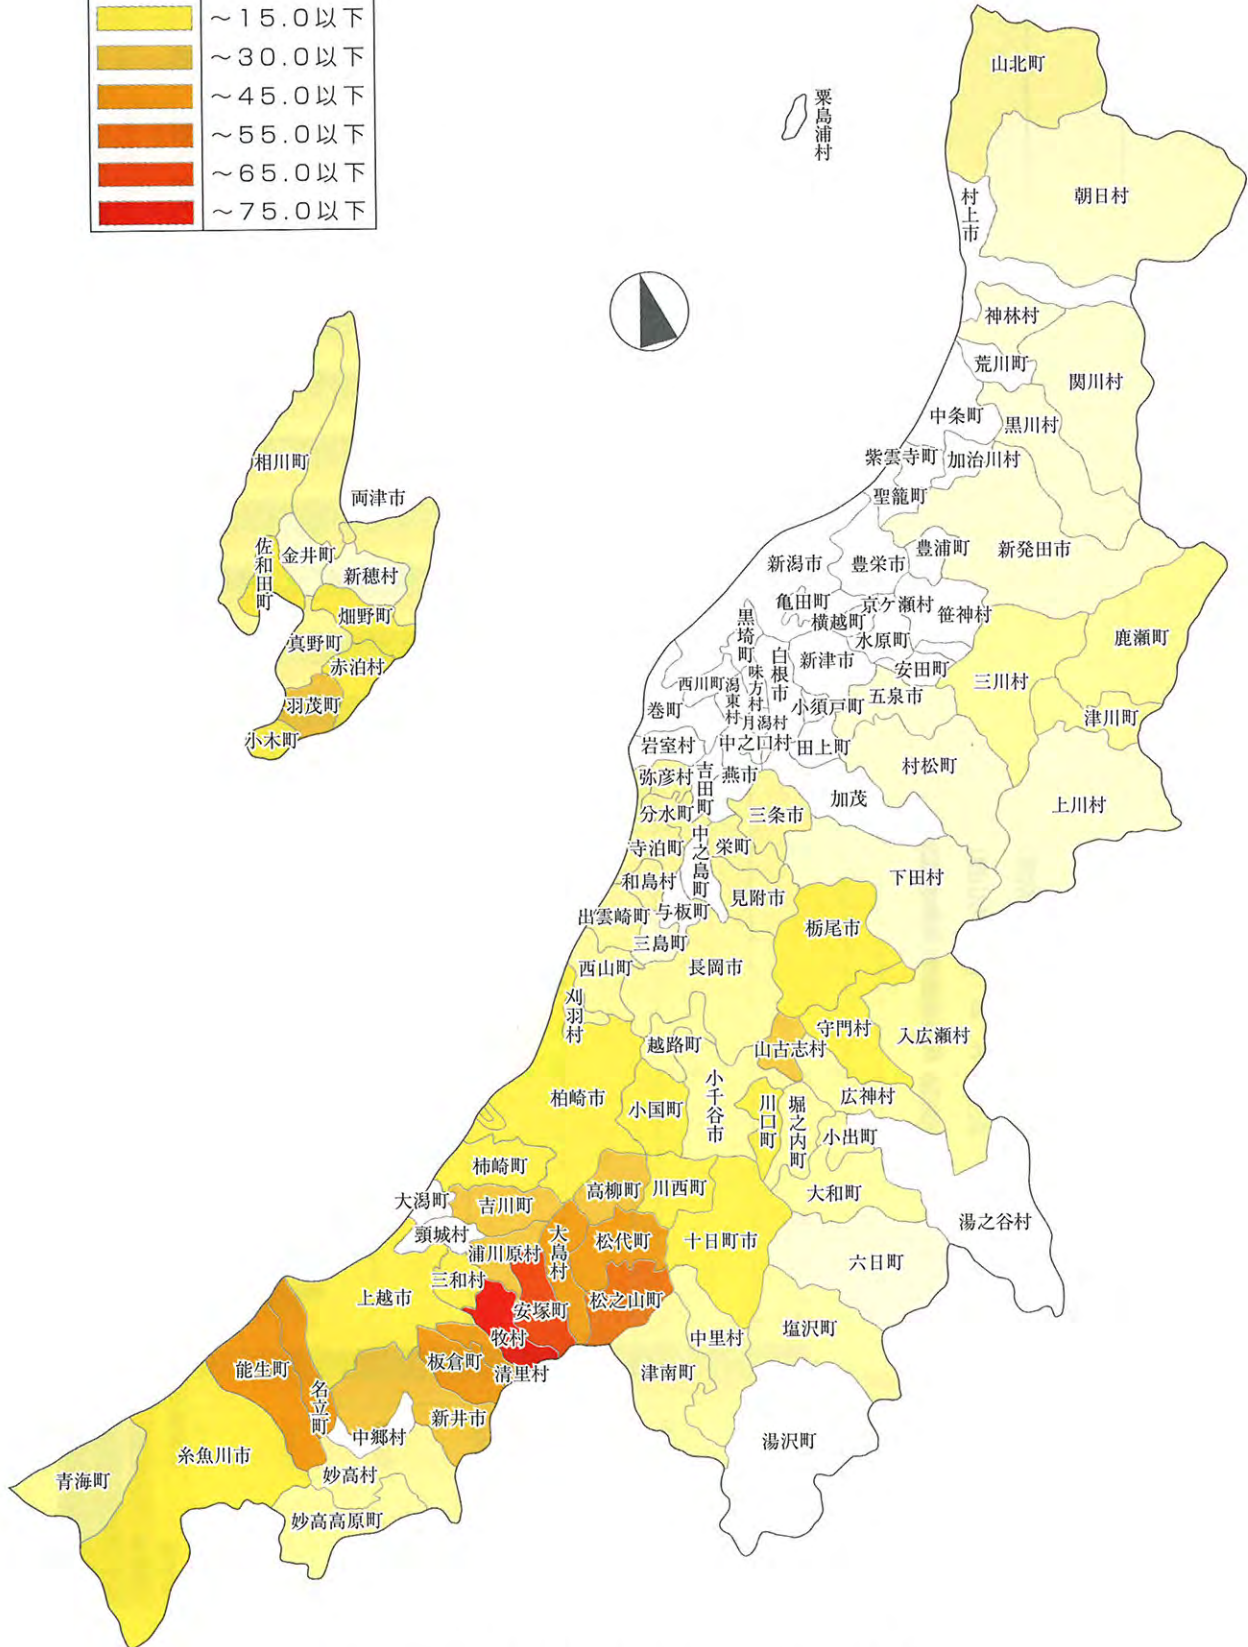 ～15.0以下
～30.0以下
～45.0以下
～55.0以下
～65.0以下
～75.0以下
山北町
粟島浦村
朝日村
村上市
神林村
荒川町
関川村
中条町
黒川村
紫雲寺町
加治川村
聖籠町
相川町
両津市
佐和田町
金井町
新穂村
畑野町
真野町
赤泊村
羽茂町
小木町
新潟市
豊栄市
豊浦町
新発田市
亀田町
京ケ瀬村
横越町
笹神村
水原町
黒埼町
鹿瀬町
白根市
新津市
安田町
味方村
三川村
西川町
潟東村
五泉市
小須戸町
巻町
月潟村
津川町
岩室村
中之口村
田上町
村松町
弥彦村
吉田町
燕市
加茂
上川村
分水町
三条市
中之島町
寺泊町
栄町
下田村
和島村
見附市
出雲崎町
与板町
栃尾市
三島町
西山町
長岡市
刈羽村
守門村
入広瀬村
越路町
山古志村
柏崎市
小国町
小千谷市
川口町
堀之内町
広神村
小出町
柿崎町
高柳町
川西町
大和町
大潟町
吉川町
湯之谷村
頸城村
大島村
松代町
十日町市
浦川原村
六日町
三和村
上越市
安塚町
松之山町
牧村
中里村
塩沢町
板倉町
清里村
能生町
津南町
名立町
新井市
中郷村
湯沢町
糸魚川市
青海町
妙高村
妙高高原町